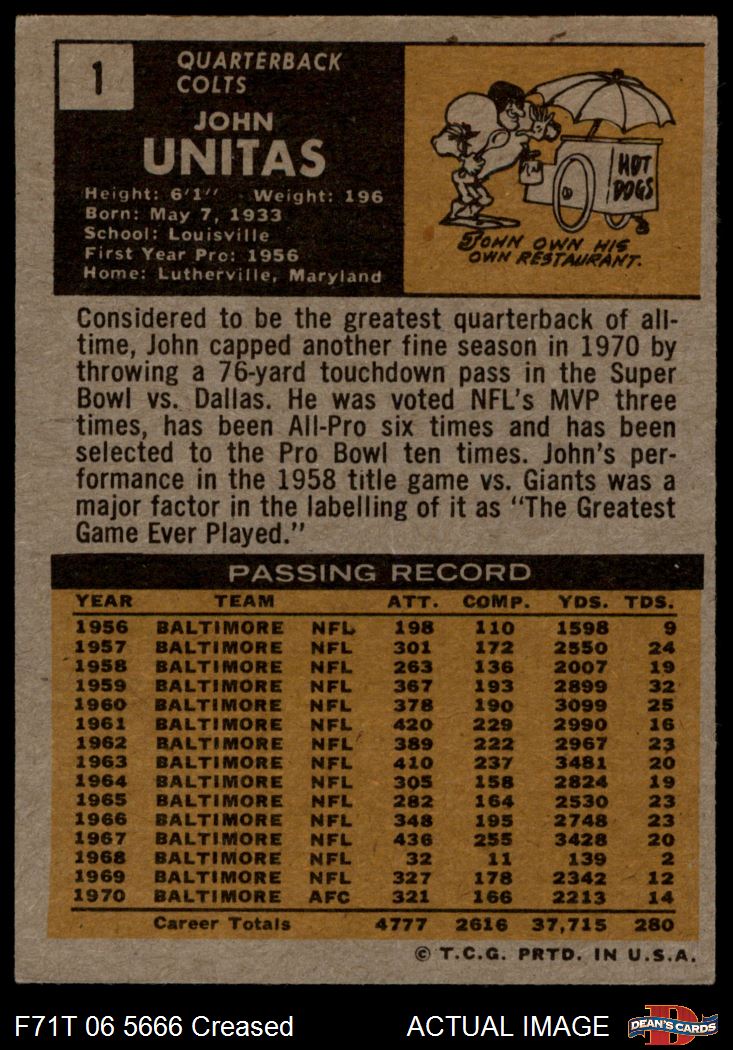 1
QUARTERBACK
COLTS
JOHN
UNITAS
Height: 6'1" Weight: 196
Born: May 7, 1933
School: Louisville
First Year Pro: 1956
Home: Lutherville, Maryland
HOT
DOGS
JOHN OWN HIS
OWN RESTAURANT.
Considered to be the greatest quarterback of all-
time, John capped another fine season in 1970 by
throwing a 76-yard touchdown pass in the Super
Bowl vs. Dallas. He was voted NFL's MVP three
times, has been All-Pro six times and has been
selected to the Pro Bowl ten times. John's per-
formance in the 1958 title game vs. Giants was a
major factor in the labelling of it as "The Greatest
Game Ever Played."
PASSING RECORD
YEAR TEAM ATT. COMP. YDS. TDS.
1956 BALTIMORE NFL 198 110 1598 9
1957 BALTIMORE NFL 301 172 2550 24
1958 BALTIMORE NFL 263 136 2007 19
1959 BALTIMORE NFL 367 193 2899 32
1960 BALTIMORE NFL 378 190 3099 25
1961 BALTIMORE NFL 420 229 2990 16
1962 BALTIMORE NFL 389 222 2967 23
1963 BALTIMORE NFL 410 237 3481 20
1964 BALTIMORE NFL 305 158 2824 19
1965 BALTIMORE NFL 282 164 2530 23
1966 BALTIMORE NFL 348 195 2748 23
1967 BALTIMORE NFL 436 255 3428 20
1968 BALTIMORE NFL 32 11 139 2
1969 BALTIMORE NFL 327 178 2342 12
1970 BALTIMORE AFC 321 166 2213 14
Career Totals 4777 2616 37,715 280
© T.C.G. PRTD. IN U.S.A.
F71T 06 5666 Creased ACTUAL IMAGE DEAN'S CARDS